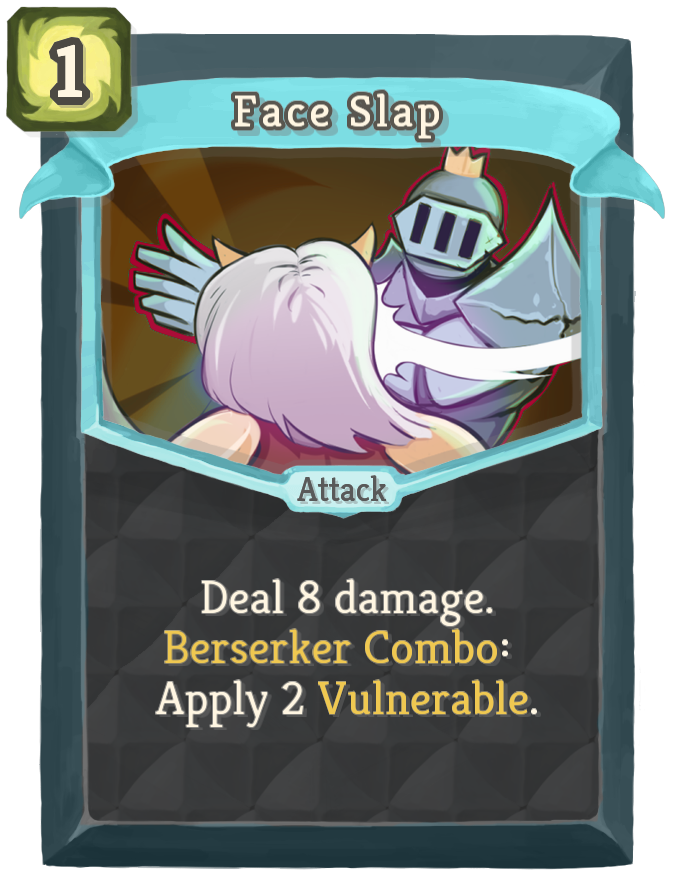 1
Face Slap
Attack
Deal 8 damage.
Berserker Combo:
Apply 2 Vulnerable.